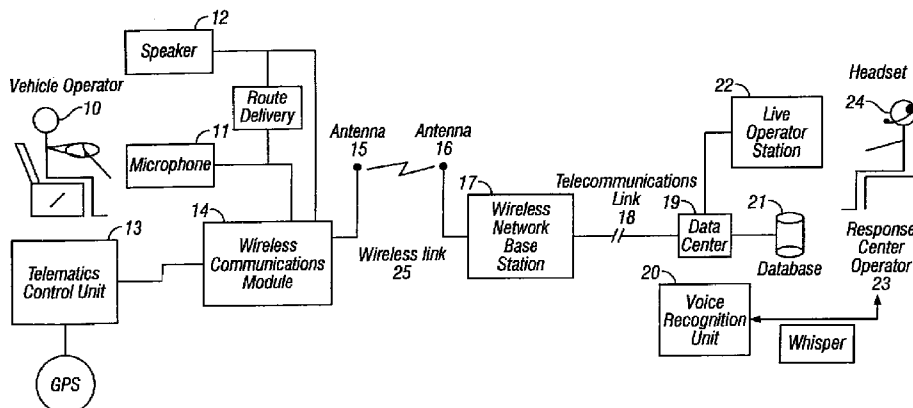 12
Speaker
Vehicle Operator
10
Route
Delivery
11
Microphone
Antenna
15
Antenna
16
13
Telematics
Control Unit
14
Wireless
Communications
Module
GPS
Wireless link
25
17
Wireless
Network
Base
Station
Telecommunications
Link
18
19
Data
Center
22
Live
Operator
Station
21
Database
20
Voice
Recognition
Unit
Whisper
Headset
24
Response
Center
Operator
23